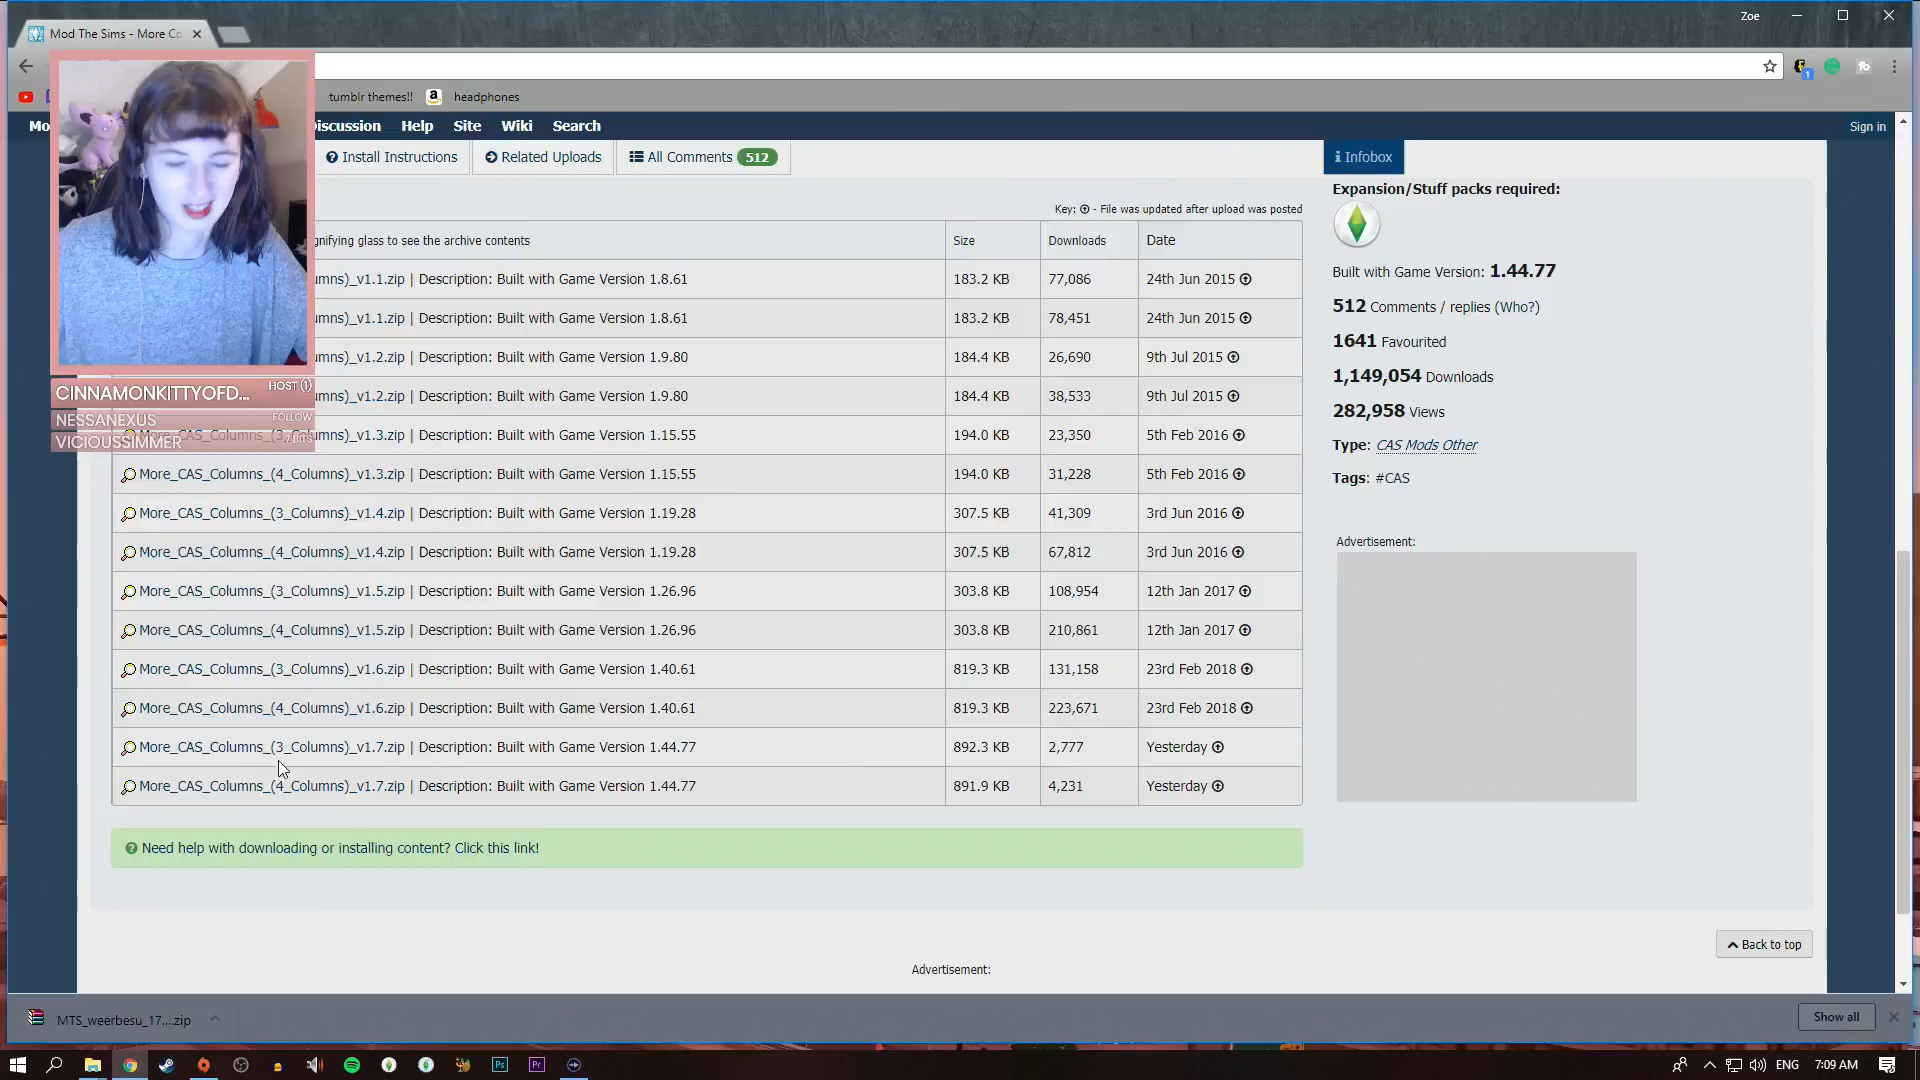 Zoe
Mod The Sims - More Co
tumblr themes!! headphones
Mo iscussion Help Site Wiki Search Sign in
Install Instructions Related Uploads All Comments 512 Infobox
Expansion/Stuff packs required:
Key: - File was updated after upload was posted
gnifying glass to see the archive contents Size Downloads Date
Built with Game Version: 1.44.77
umns)_v1.1.zip | Description: Built with Game Version 1.8.61 183.2 KB 77,086 24th Jun 2015
512 Comments / replies (Who?)
umns)_v1.1.zip | Description: Built with Game Version 1.8.61 183.2 KB 78,451 24th Jun 2015
1641 Favourited
umns)_v1.2.zip | Description: Built with Game Version 1.9.80 184.4 KB 26,690 9th Jul 2015
1,149,054 Downloads
CINNAMONKITTYOFD... HOST (1)
umns)_v1.2.zip | Description: Built with Game Version 1.9.80 184.4 KB 38,533 9th Jul 2015
282,958 Views
NESSANEXUS FOLLOW
VICIOUSSIMMER 7 BITS
umns)_v1.3.zip | Description: Built with Game Version 1.15.55 194.0 KB 23,350 5th Feb 2016
Type: CAS Mods Other
More_CAS_Columns_(4_Columns)_v1.3.zip | Description: Built with Game Version 1.15.55 194.0 KB 31,228 5th Feb 2016
Tags: #CAS
More_CAS_Columns_(3_Columns)_v1.4.zip | Description: Built with Game Version 1.19.28 307.5 KB 41,309 3rd Jun 2016
Advertisement:
More_CAS_Columns_(4_Columns)_v1.4.zip | Description: Built with Game Version 1.19.28 307.5 KB 67,812 3rd Jun 2016
More_CAS_Columns_(3_Columns)_v1.5.zip | Description: Built with Game Version 1.26.96 303.8 KB 108,954 12th Jan 2017
More_CAS_Columns_(4_Columns)_v1.5.zip | Description: Built with Game Version 1.26.96 303.8 KB 210,861 12th Jan 2017
More_CAS_Columns_(3_Columns)_v1.6.zip | Description: Built with Game Version 1.40.61 819.3 KB 131,158 23rd Feb 2018
More_CAS_Columns_(4_Columns)_v1.6.zip | Description: Built with Game Version 1.40.61 819.3 KB 223,671 23rd Feb 2018
More_CAS_Columns_(3_Columns)_v1.7.zip | Description: Built with Game Version 1.44.77 892.3 KB 2,777 Yesterday
More_CAS_Columns_(4_Columns)_v1.7.zip | Description: Built with Game Version 1.44.77 891.9 KB 4,231 Yesterday
Need help with downloading or installing content? Click this link!
Back to top
Advertisement:
MTS_weerbesu_17....zip Show all
Ps Pr ENG 7:09 AM